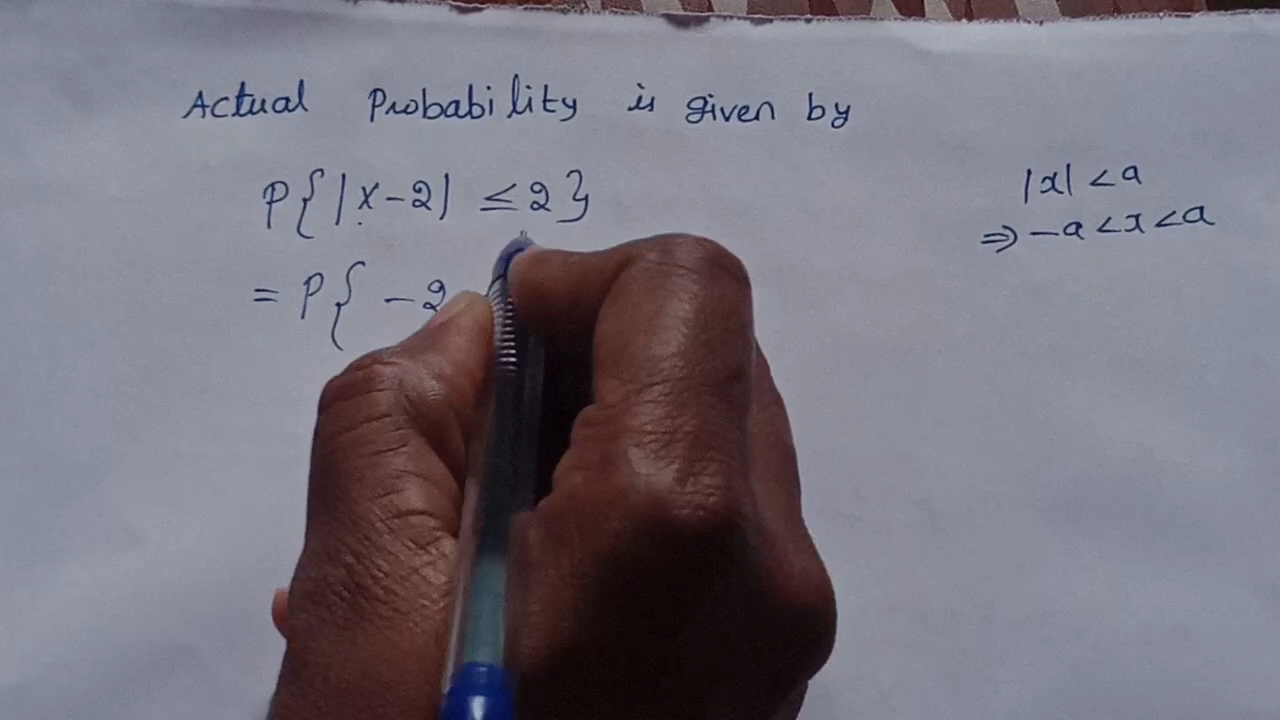 Actual Probability is given by
P{|X-2| ≤2}
|x| <a
⇒ -a <x <a
= P{ -2